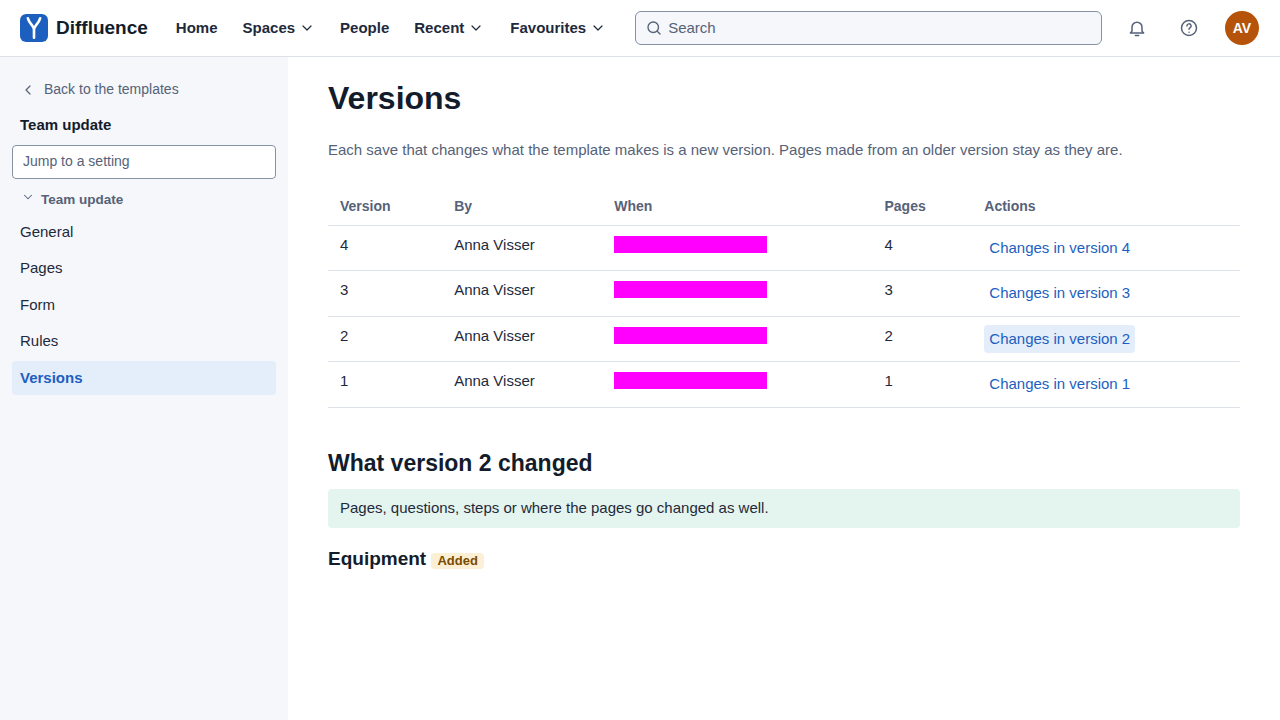 Diffluence Home Spaces People Recent Favourites Search AV
Back to the templates
Team update
Jump to a setting
Team update
General
Pages
Form
Rules
Versions
Versions
Each save that changes what the template makes is a new version. Pages made from an older version stay as they are.
Version By When Pages Actions
4 Anna Visser 4 Changes in version 4
3 Anna Visser 3 Changes in version 3
2 Anna Visser 2 Changes in version 2
1 Anna Visser 1 Changes in version 1
What version 2 changed
Pages, questions, steps or where the pages go changed as well.
Equipment Added